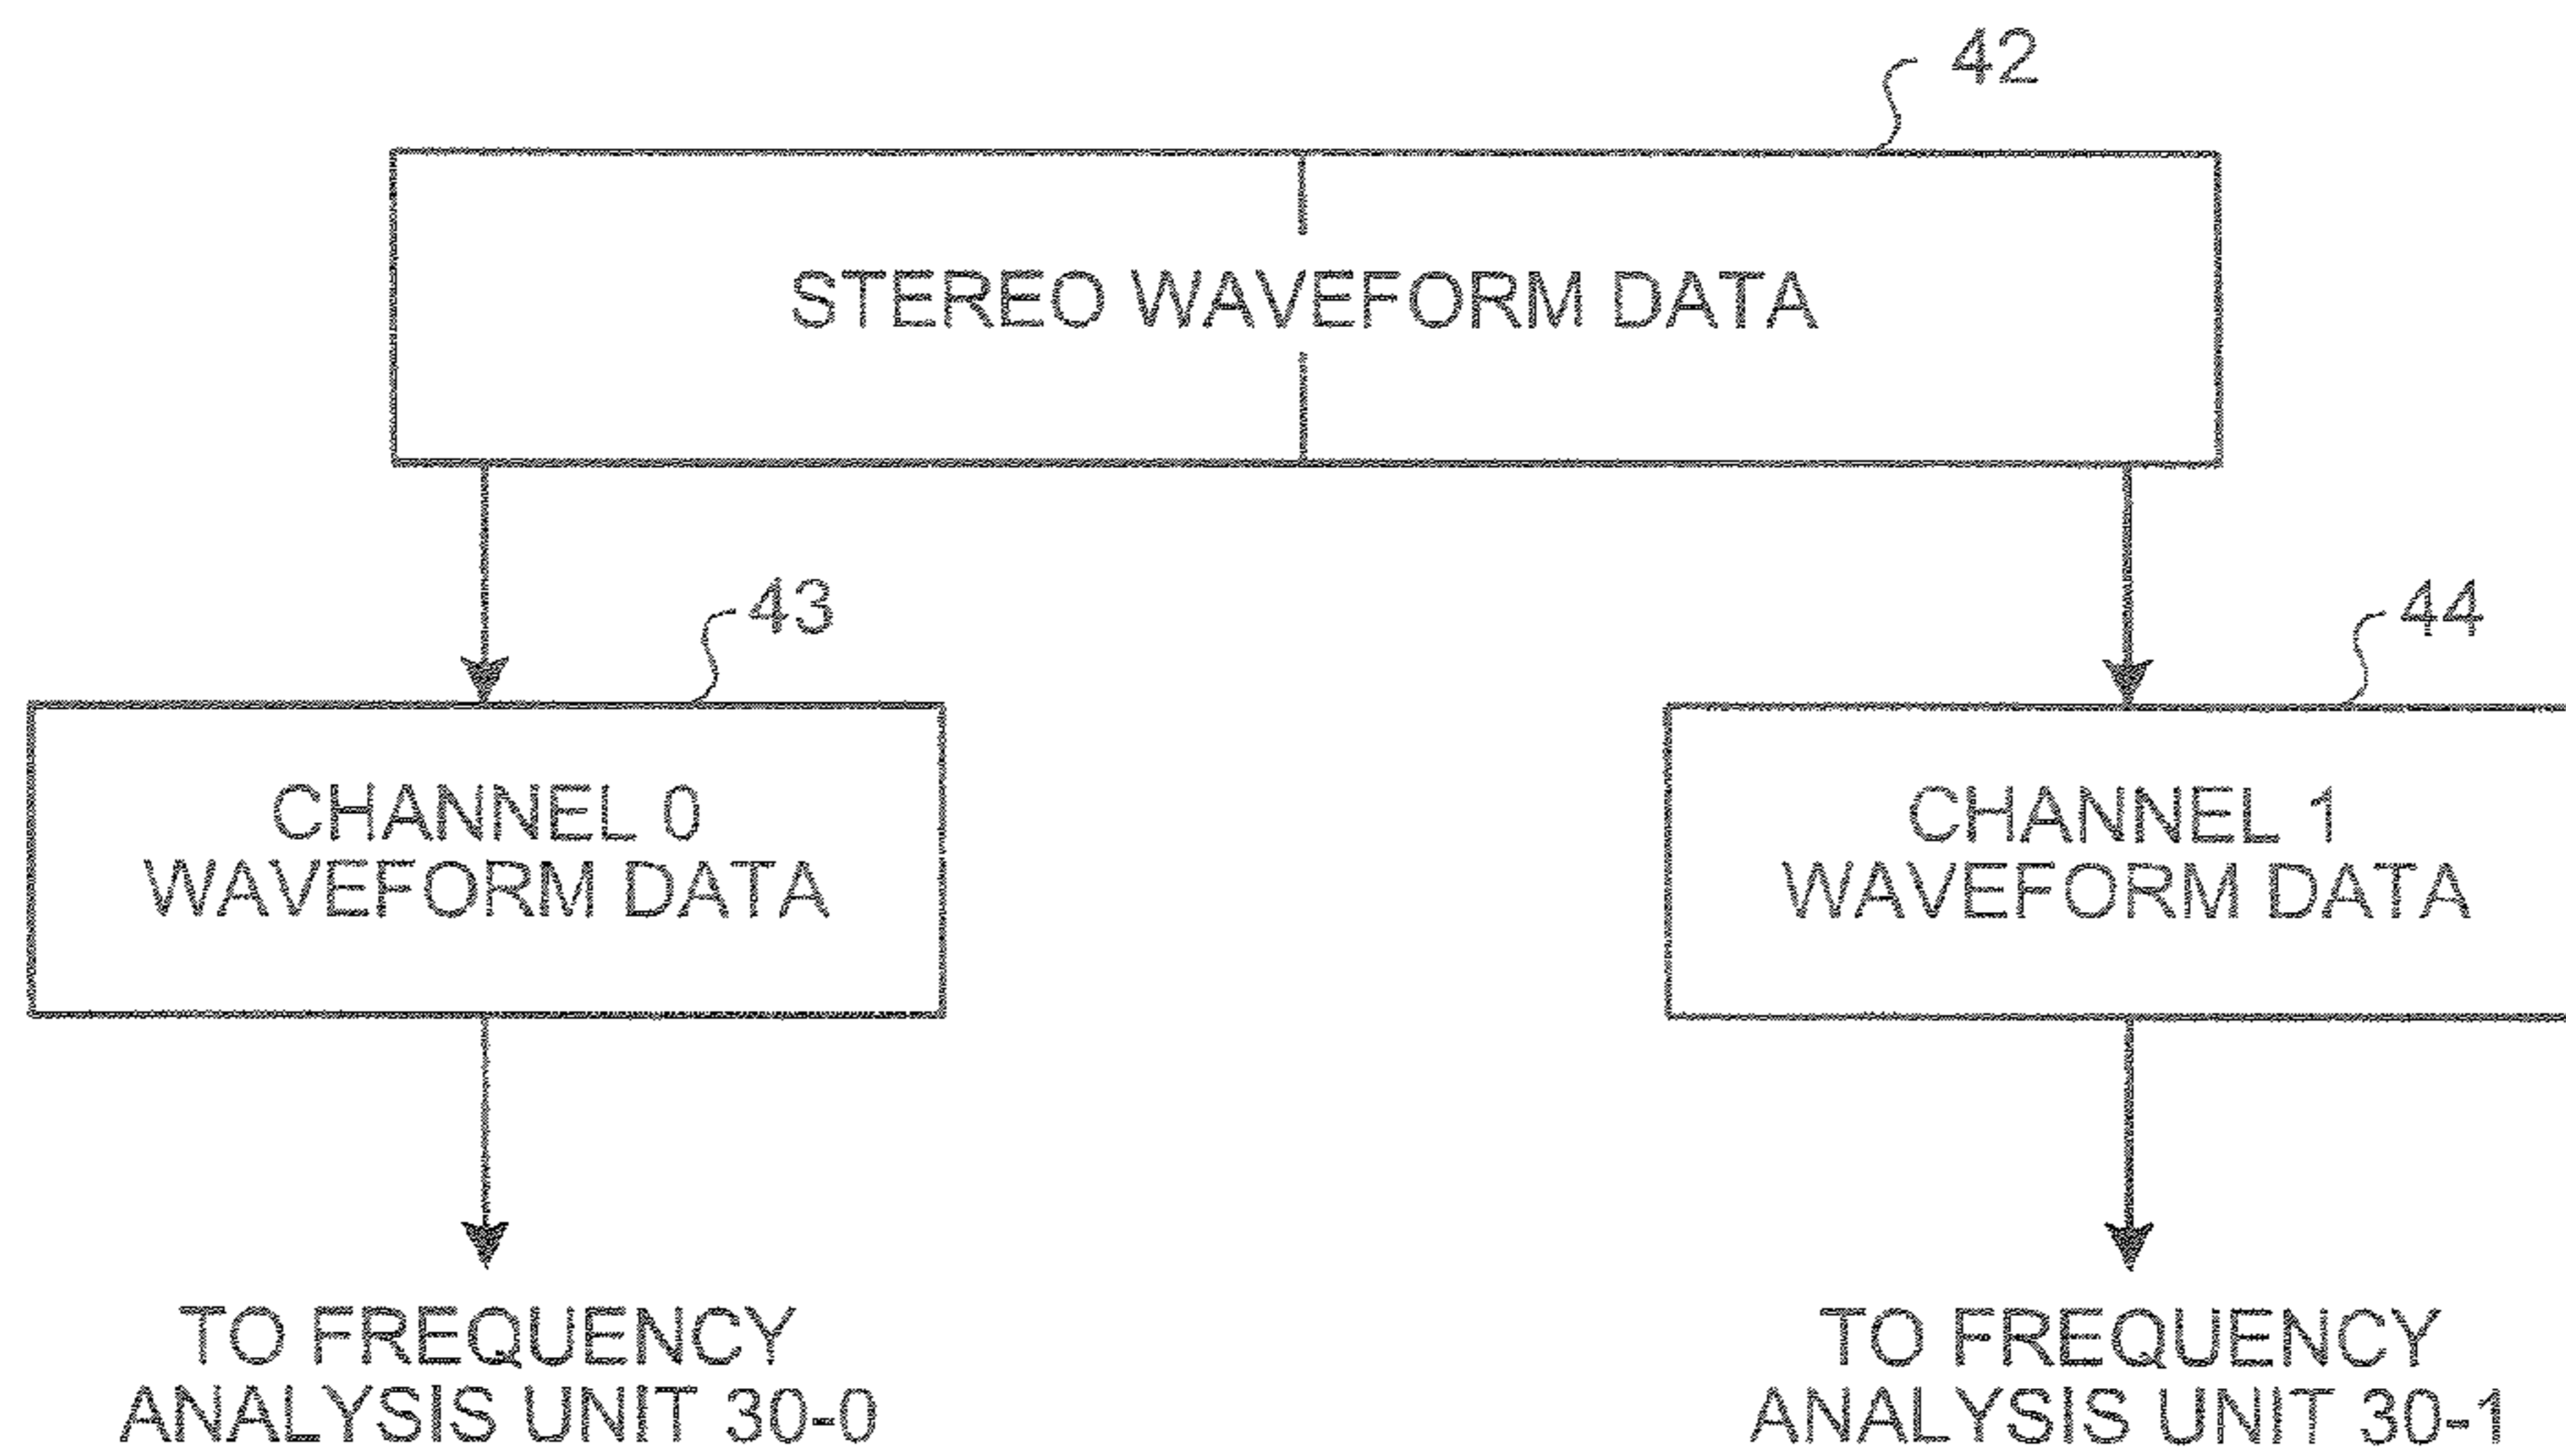 42
STEREO WAVEFORM DATA
43
44
CHANNEL 0
WAVEFORM DATA
CHANNEL 1
WAVEFORM DATA
TO FREQUENCY
ANALYSIS UNIT 30-0
TO FREQUENCY
ANALYSIS UNIT 30-1